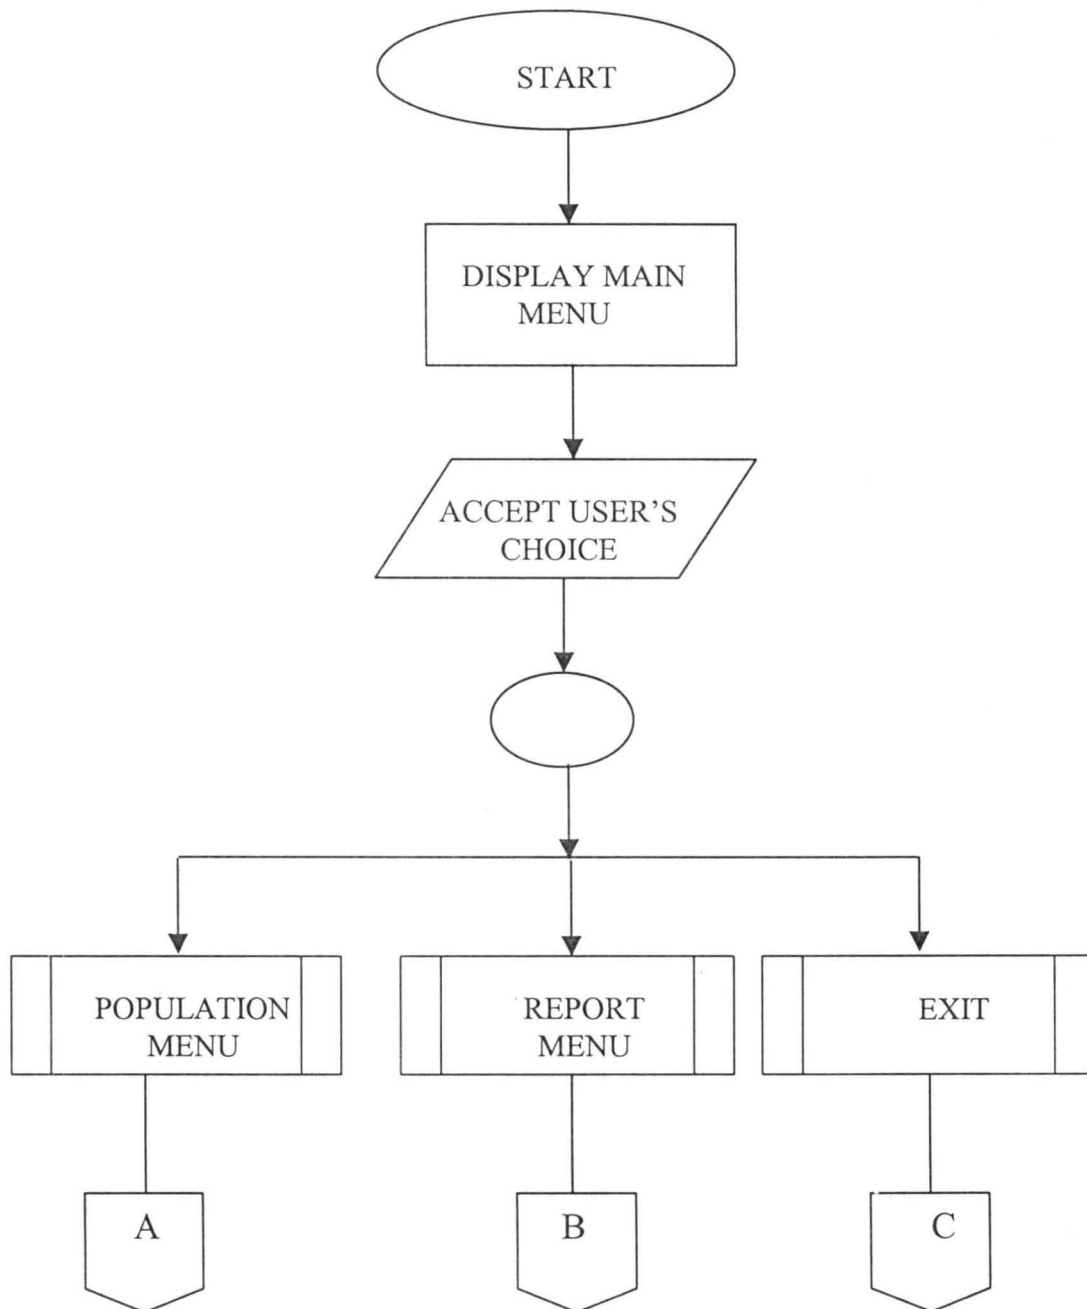 START
DISPLAY MAIN
MENU
ACCEPT USER'S
CHOICE
POPULATION
MENU
REPORT
MENU
EXIT
A
B
C